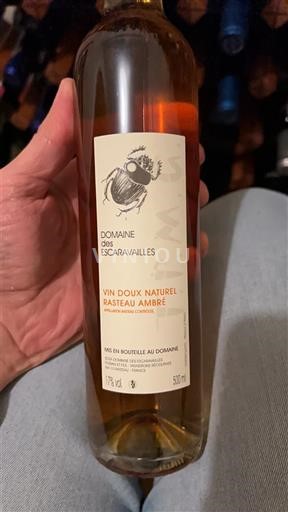 DOMAINE
des
ESCARAVAILLES
VIN DOUX NATUREL
RASTEAU AMBRÉ
APPELLATION RASTEAU CONTRÔLÉE
MIS EN BOUTEILLE AU DOMAINE
17% vol.
500 ml
VINYOU